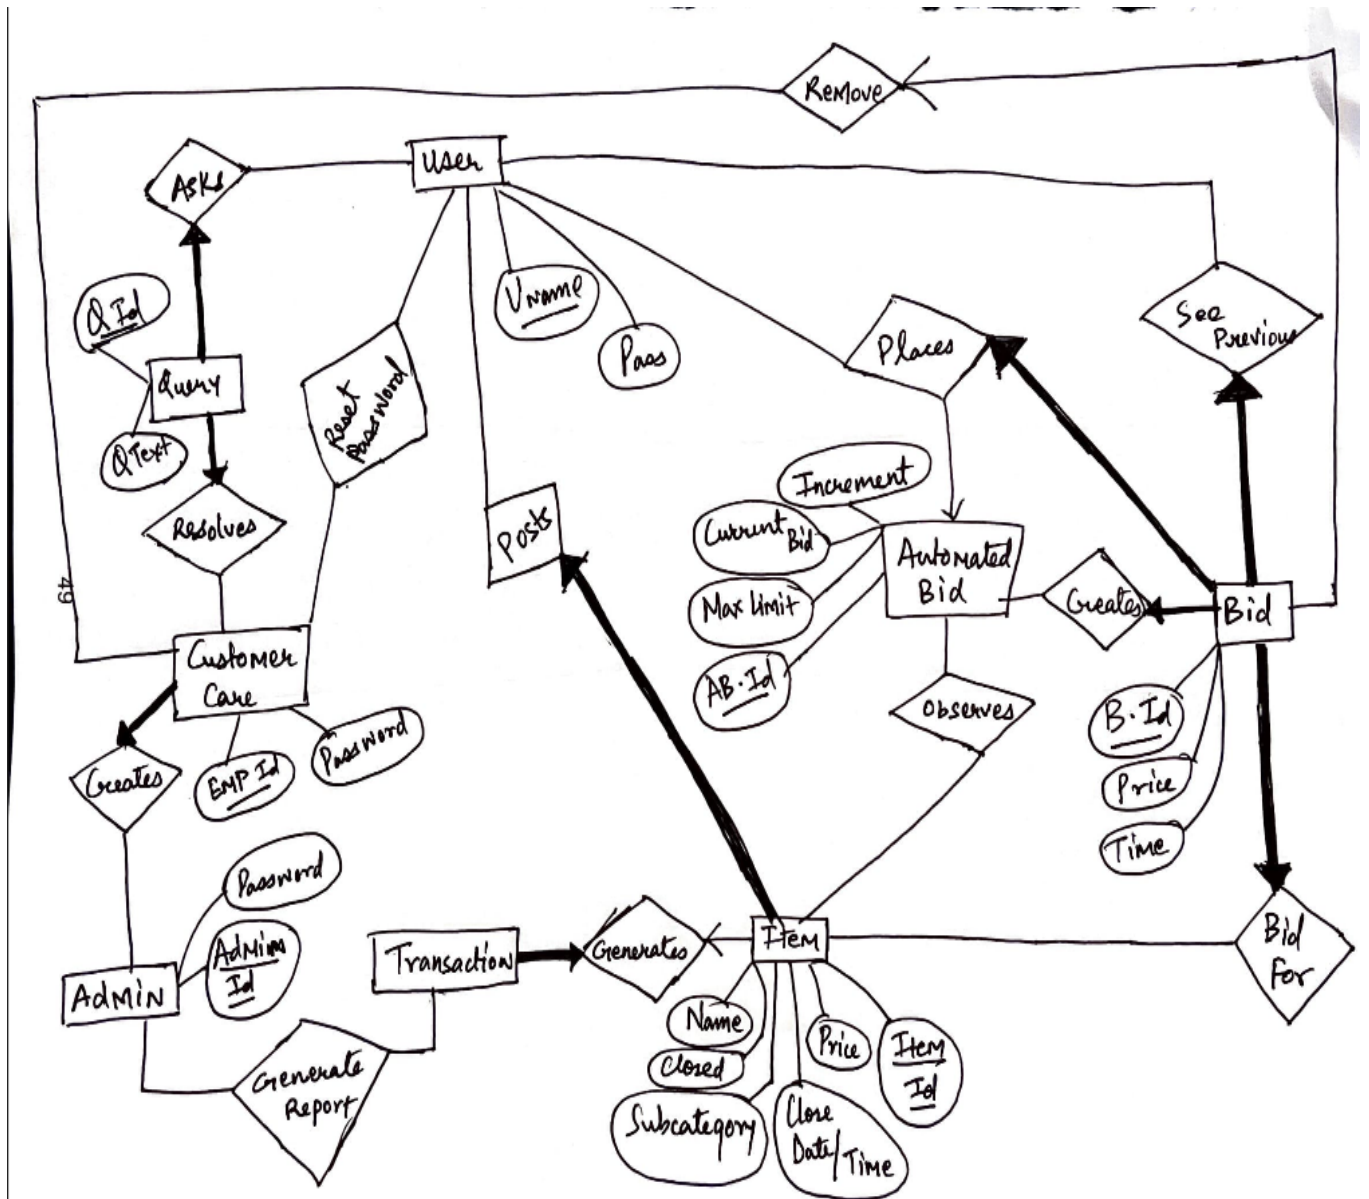 Remove
User
Asks
Uname
Pass
Q Id
Query
QText
Reset
Password
Places
See
Previous
Resolves
Posts
Increment
Current
Bid
Max Limit
AB.Id
Automated
Bid
Creates
Bid
49
Customer
Care
Observes
B.Id
Price
Time
Creates
EMP Id
Password
Password
Admin
Id
Admin
Transaction
Generates
Item
Bid
For
Generate
Report
Name
Closed
Subcategory
Close
Date/
Time
Price
Item
Id